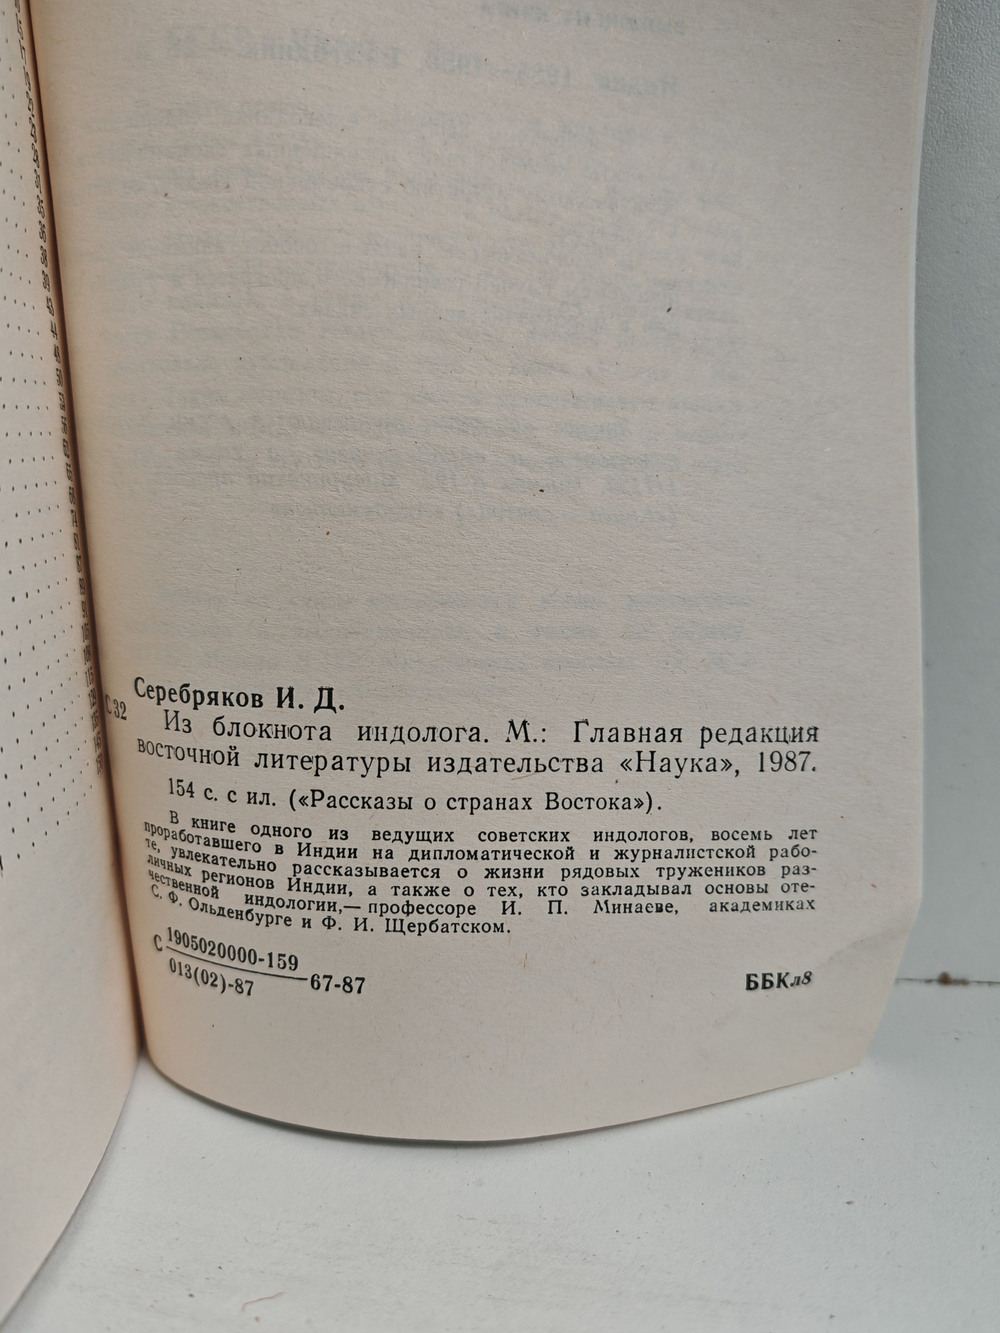 Серебряков И. Д.
С32
Из блокнота индолога. М.: Главная редакция
восточной литературы издательства «Наука», 1987.
154 с. с ил. («Рассказы о странах Востока»).
В книге одного из ведущих советских индологов, восемь лет
проработавшего в Индии на дипломатической и журналистской рабо-
те, увлекательно рассказывается о жизни рядовых тружеников раз-
личных регионов Индии, а также о тех, кто закладывал основы оте-
чественной индологии,— профессоре И. П. Минаеве, академиках
С. Ф. Ольденбурге и Ф. И. Щербатском.
С 1905020000-159
013(02)-87 67-87
ББКл8